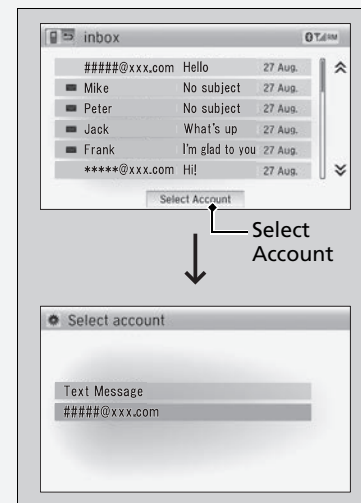 inbox
#####@xxx.com Hello 27 Aug.
Mike No subject 27 Aug.
Peter No subject 27 Aug.
Jack What's up 27 Aug.
Frank I'm glad to you 27 Aug.
*****@xxx.com Hi! 27 Aug.
Select Account
Select
Account
Select account
Text Message
#####@xxx.com